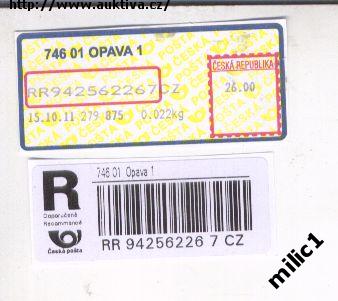 http://www.auktiva.cz/
746 01 OPAVA 1
ČESKÁ REPUBLIKA
RR942562267CZ
26.00
15.10.11 279 875 0.022kg
R
746 01 Opava 1
Doporučeně
Recommandé
Česká pošta
RR 94256226 7 CZ
milic1